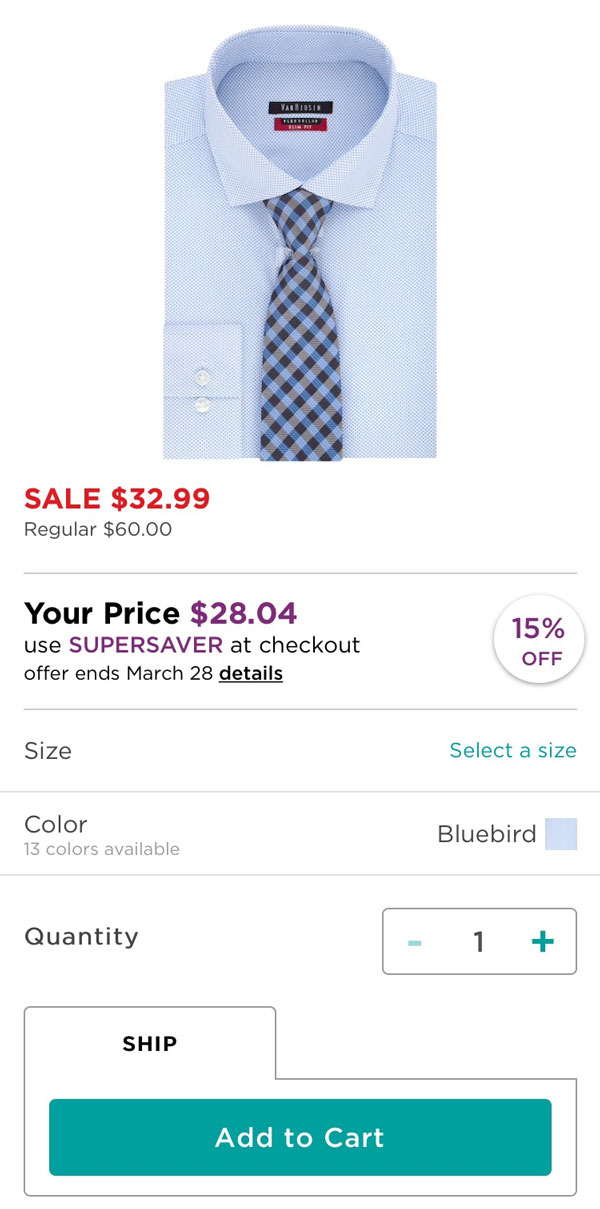 VANHEUSEN
FLEX COLLAR
SLIM FIT
SALE $32.99
Regular $60.00
Your Price $28.04
15%
OFF
use SUPERSAVER at checkout
offer ends March 28 details
Size
Select a size
Color
13 colors available
Bluebird
Quantity
- 1 +
SHIP
Add to Cart